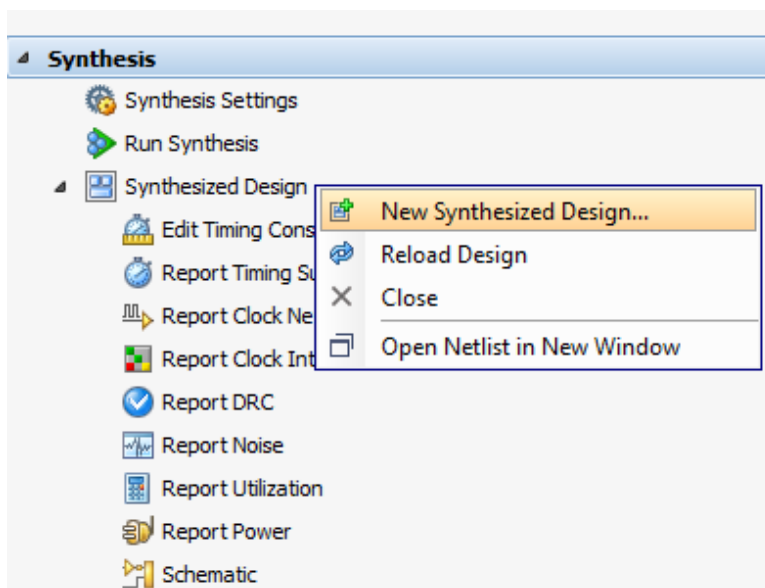 Synthesis
Synthesis Settings
Run Synthesis
Synthesized Design
New Synthesized Design...
Edit Timing Cons
Reload Design
Report Timing Su
Close
Report Clock Ne
Open Netlist in New Window
Report Clock Int
Report DRC
Report Noise
Report Utilization
Report Power
Schematic